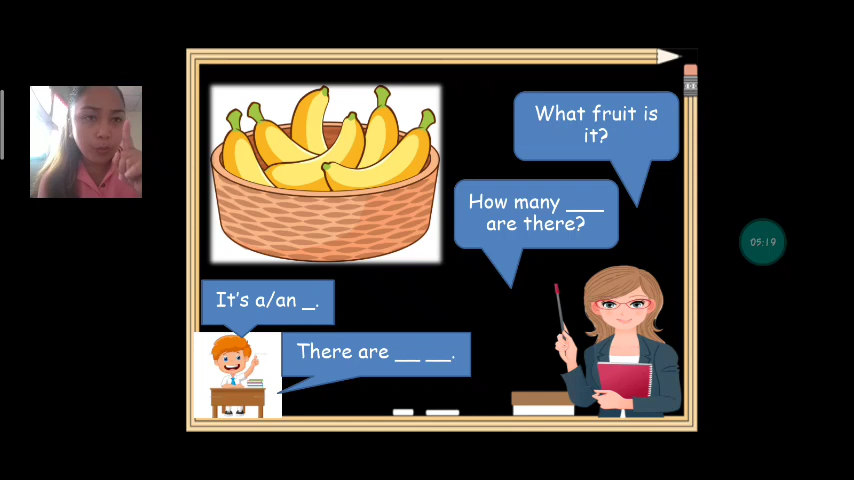 What fruit is
it?
How many ___
are there?
It's a/an _.
There are __ __.
05:19